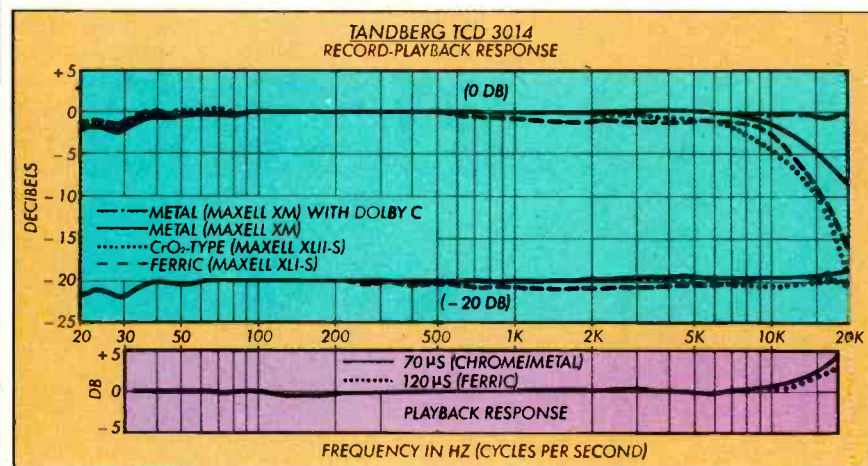 TANDBERG TCD 3014
RECORD-PLAYBACK RESPONSE
+5
(0 DB)
0
-5
DECIBELS
-10
METAL (MAXELL XM) WITH DOLBY C
METAL (MAXELL XM)
-15
CrO₂-TYPE (MAXELL XLII-S)
FERRIC (MAXELL XLI-S)
-20
(-20 DB)
-25
20 30 50 100 200 500 1K 2K 5K 10K 20K
+5
70 µS (CHROME/METAL)
120 µS (FERRIC)
DB
0
PLAYBACK RESPONSE
-5
FREQUENCY IN HZ (CYCLES PER SECOND)